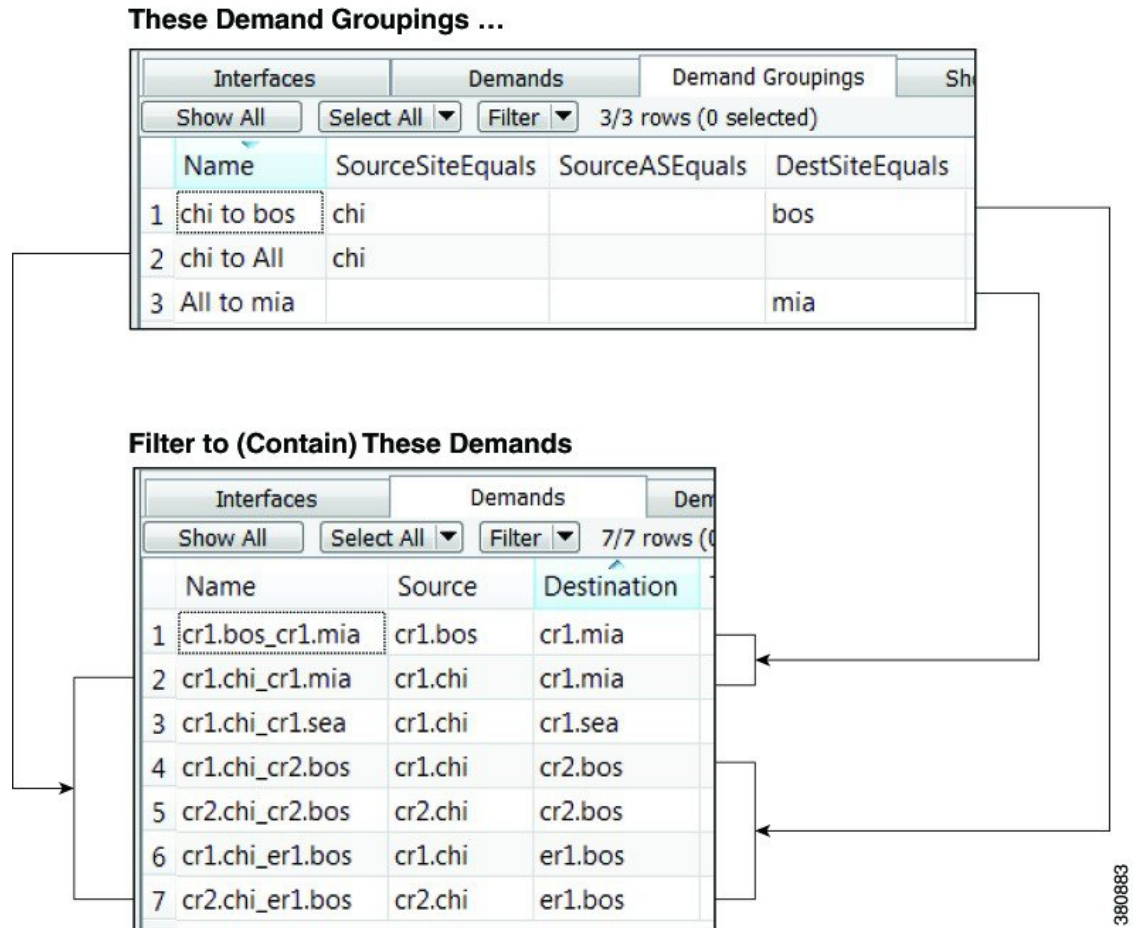 These Demand Groupings ...
Interfaces Demands Demand Groupings Sh
Show All Select All Filter 3/3 rows (0 selected)
Name SourceSiteEquals SourceASEquals DestSiteEquals
1 chi to bos chi bos
2 chi to All chi
3 All to mia mia
Filter to (Contain) These Demands
Interfaces Demands Dem
Show All Select All Filter 7/7 rows (0
Name Source Destination
1 cr1.bos_cr1.mia cr1.bos cr1.mia
2 cr1.chi_cr1.mia cr1.chi cr1.mia
3 cr1.chi_cr1.sea cr1.chi cr1.sea
4 cr1.chi_cr2.bos cr1.chi cr2.bos
5 cr2.chi_cr2.bos cr2.chi cr2.bos
6 cr1.chi_er1.bos cr1.chi er1.bos
7 cr2.chi_er1.bos cr2.chi er1.bos
380883